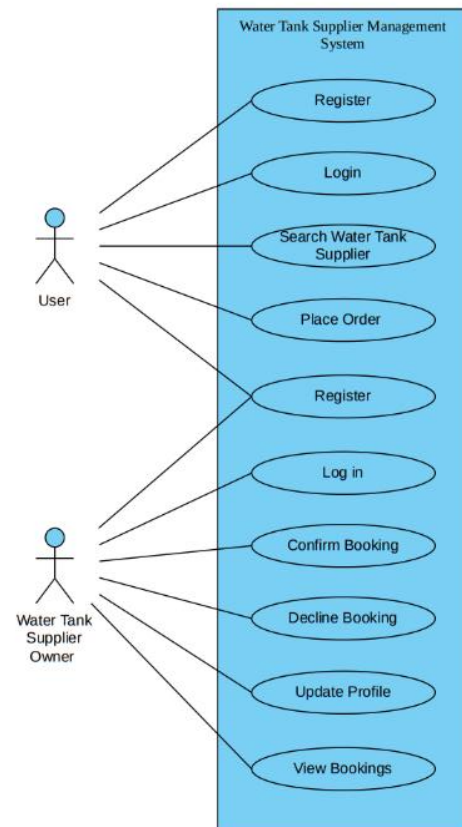 Water Tank Supplier Management
System
Register
Login
Search Water Tank
Supplier
User
Place Order
Register
Log in
Confirm Booking
Water Tank
Supplier
Owner
Decline Booking
Update Profile
View Bookings